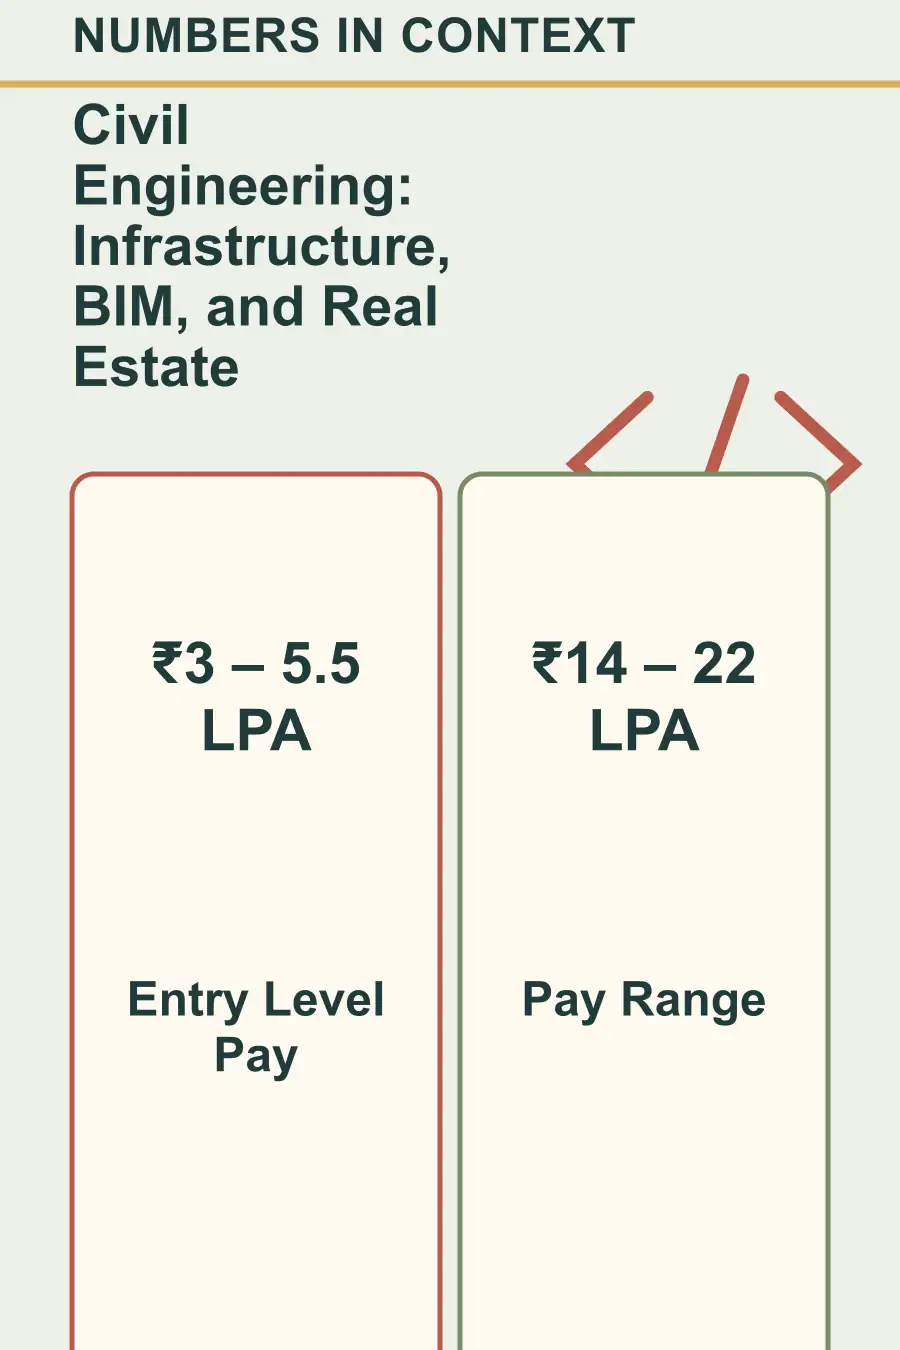 NUMBERS IN CONTEXT
Civil
Engineering:
Infrastructure,
BIM, and Real
Estate
₹3 – 5.5
LPA
Entry Level
Pay
₹14 – 22
LPA
Pay Range